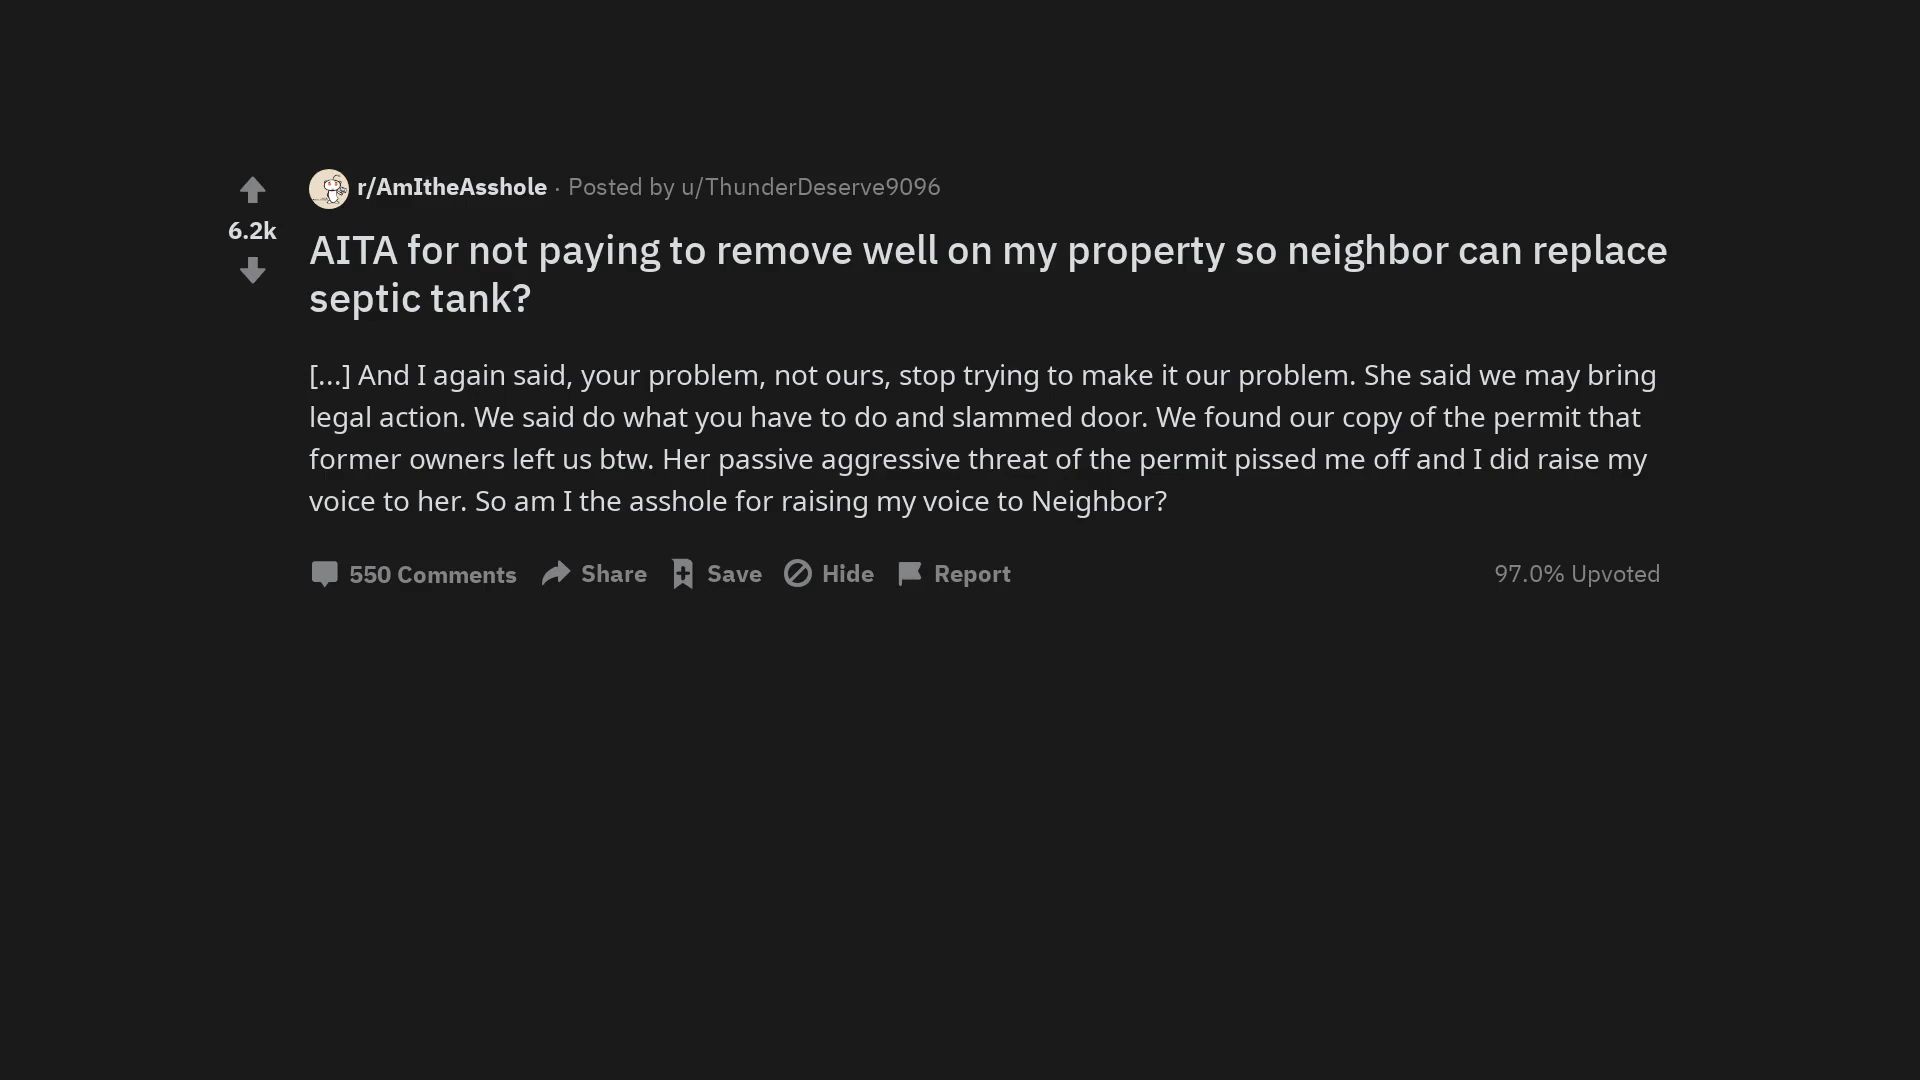 r/AmItheAsshole · Posted by u/ThunderDeserve9096
6.2k
AITA for not paying to remove well on my property so neighbor can replace
septic tank?
[...] And I again said, your problem, not ours, stop trying to make it our problem. She said we may bring
legal action. We said do what you have to do and slammed door. We found our copy of the permit that
former owners left us btw. Her passive aggressive threat of the permit pissed me off and I did raise my
voice to her. So am I the asshole for raising my voice to Neighbor?
550 Comments Share Save Hide Report 97.0% Upvoted